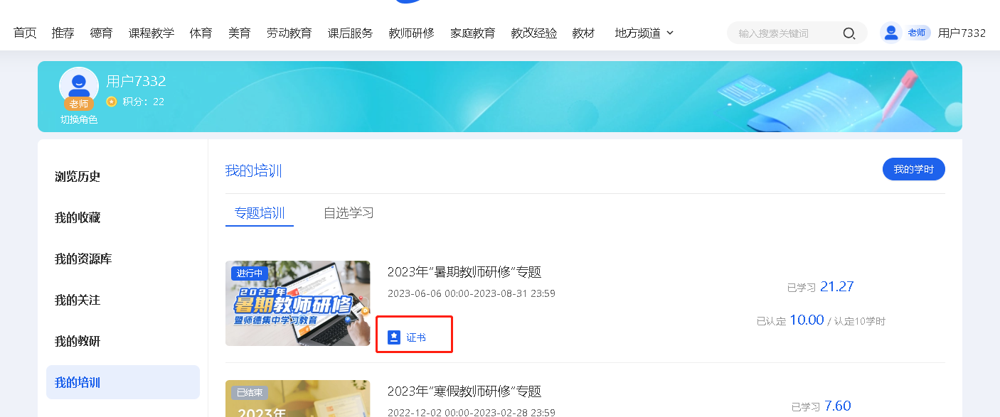 首页 推荐 德育 课程教学 体育 美育 劳动教育 课后服务 教师研修 家庭教育 教改经验 教材 地方频道 输入搜索关键词 老师 用户7332
用户7332
老师 积分：22
切换角色
浏览历史
我的收藏
我的资源库
我的关注
我的教研
我的培训
我的培训 我的学时
专题培训 自选学习
进行中
2023年
暑期教师研修
暨师德集中学习教育
2023年“暑期教师研修”专题
2023-06-06 00:00-2023-08-31 23:59
证书
已学习 21.27
已认定 10.00 / 认定10学时
已结束
2023年
2023年“寒假教师研修”专题
2022-12-02 00:00-2023-02-28 23:59
已学习 7.60